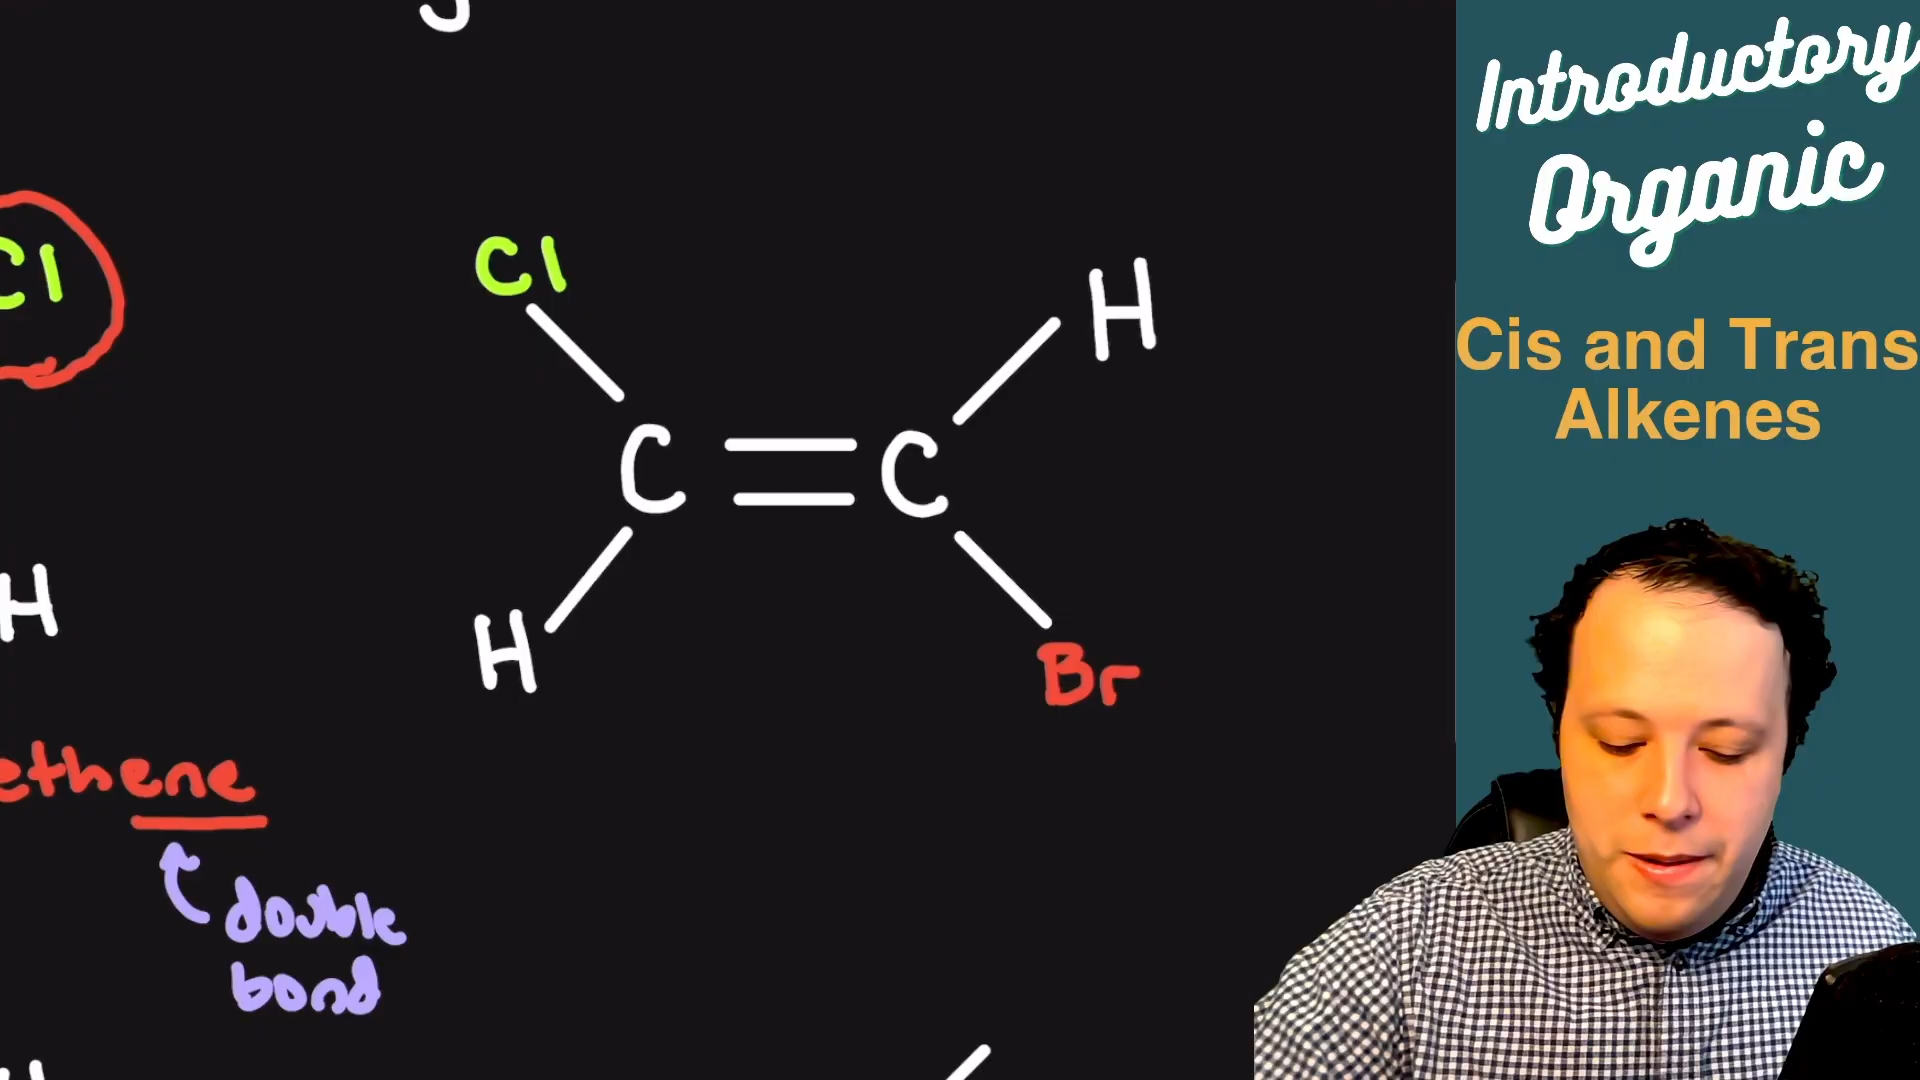 Introductory
Organic
Cis and Trans
Alkenes
Cl
Cl
H
C
C
H
H
Br
ethene
double
bond